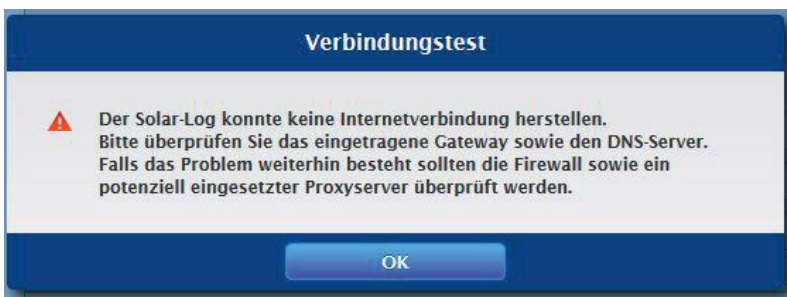 Verbindungstest
Der Solar-Log konnte keine Internetverbindung herstellen.
Bitte überprüfen Sie das eingetragene Gateway sowie den DNS-Server.
Falls das Problem weiterhin besteht sollten die Firewall sowie ein
potenziell eingesetzter Proxyserver überprüft werden.
OK